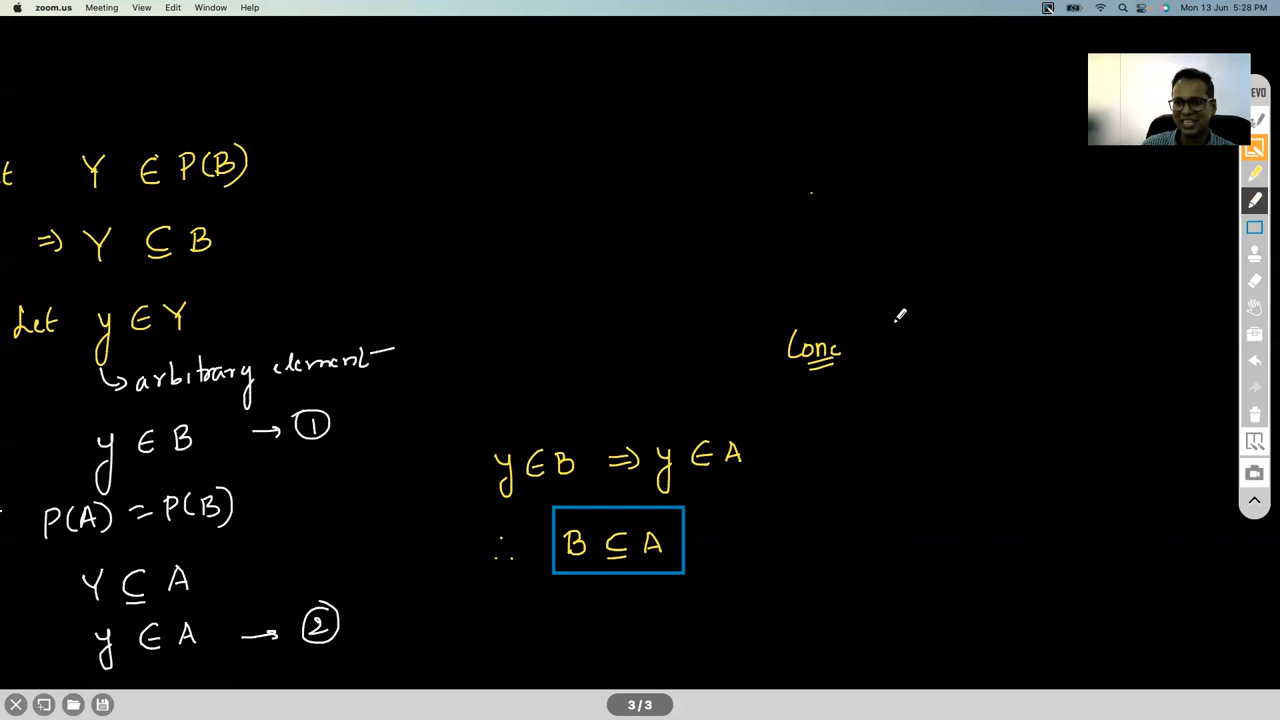 zoom.us Meeting View Edit Window Help Mon 13 Jun 5:28 PM
EVO
Y ∈ P(B)
⇒ Y ⊆ B
Let y ∈ Y
↳ arbitrary element
y ∈ B → ①
P(A) = P(B)
Y ⊆ A
y ∈ A → ②
Conc
y ∈ B ⇒ y ∈ A
∴ B ⊆ A
3/3